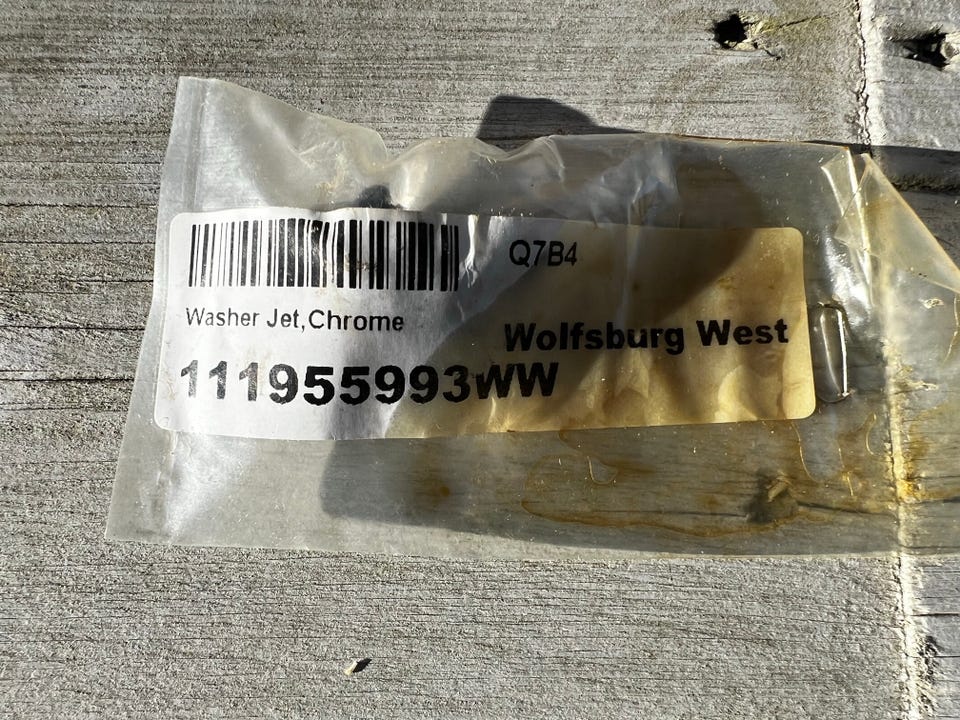 Q7B4
Washer Jet,Chrome
Wolfsburg West
111955993WW